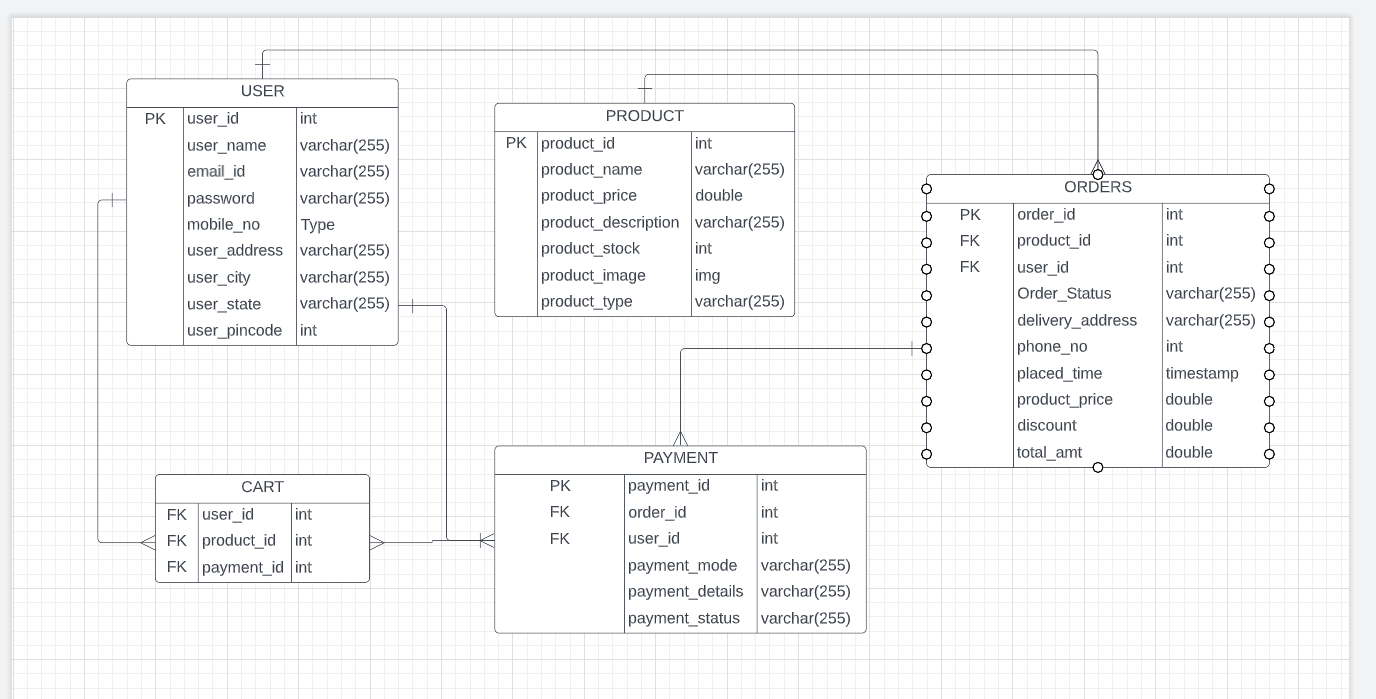 USER
PK user_id int
user_name varchar(255)
email_id varchar(255)
password varchar(255)
mobile_no Type
user_address varchar(255)
user_city varchar(255)
user_state varchar(255)
user_pincode int
PRODUCT
PK product_id int
product_name varchar(255)
product_price double
product_description varchar(255)
product_stock int
product_image img
product_type varchar(255)
ORDERS
PK order_id int
FK product_id int
FK user_id int
Order_Status varchar(255)
delivery_address varchar(255)
phone_no int
placed_time timestamp
product_price double
discount double
total_amt double
CART
FK user_id int
FK product_id int
FK payment_id int
PAYMENT
PK payment_id int
FK order_id int
FK user_id int
payment_mode varchar(255)
payment_details varchar(255)
payment_status varchar(255)